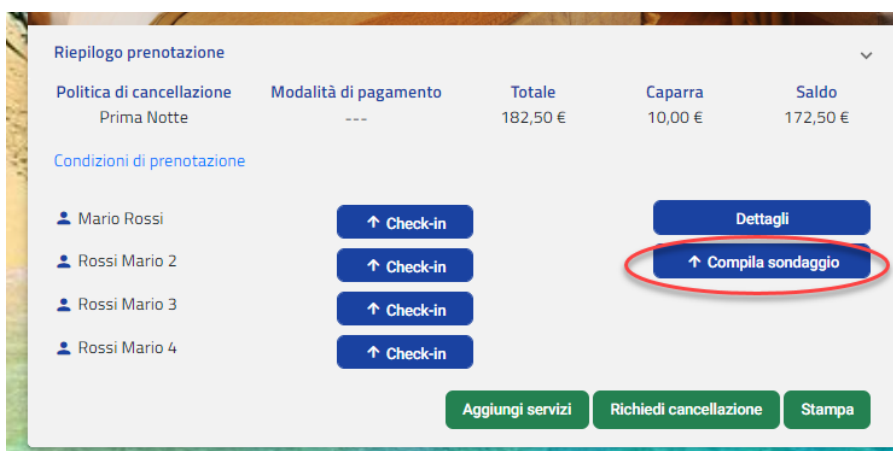 Riepilogo prenotazione
Politica di cancellazione Modalità di pagamento Totale Caparra Saldo
Prima Notte --- 182,50 € 10,00 € 172,50 €
Condizioni di prenotazione
Mario Rossi ↑ Check-in Dettagli
Rossi Mario 2 ↑ Check-in ↑ Compila sondaggio
Rossi Mario 3 ↑ Check-in
Rossi Mario 4 ↑ Check-in
Aggiungi servizi Richiedi cancellazione Stampa